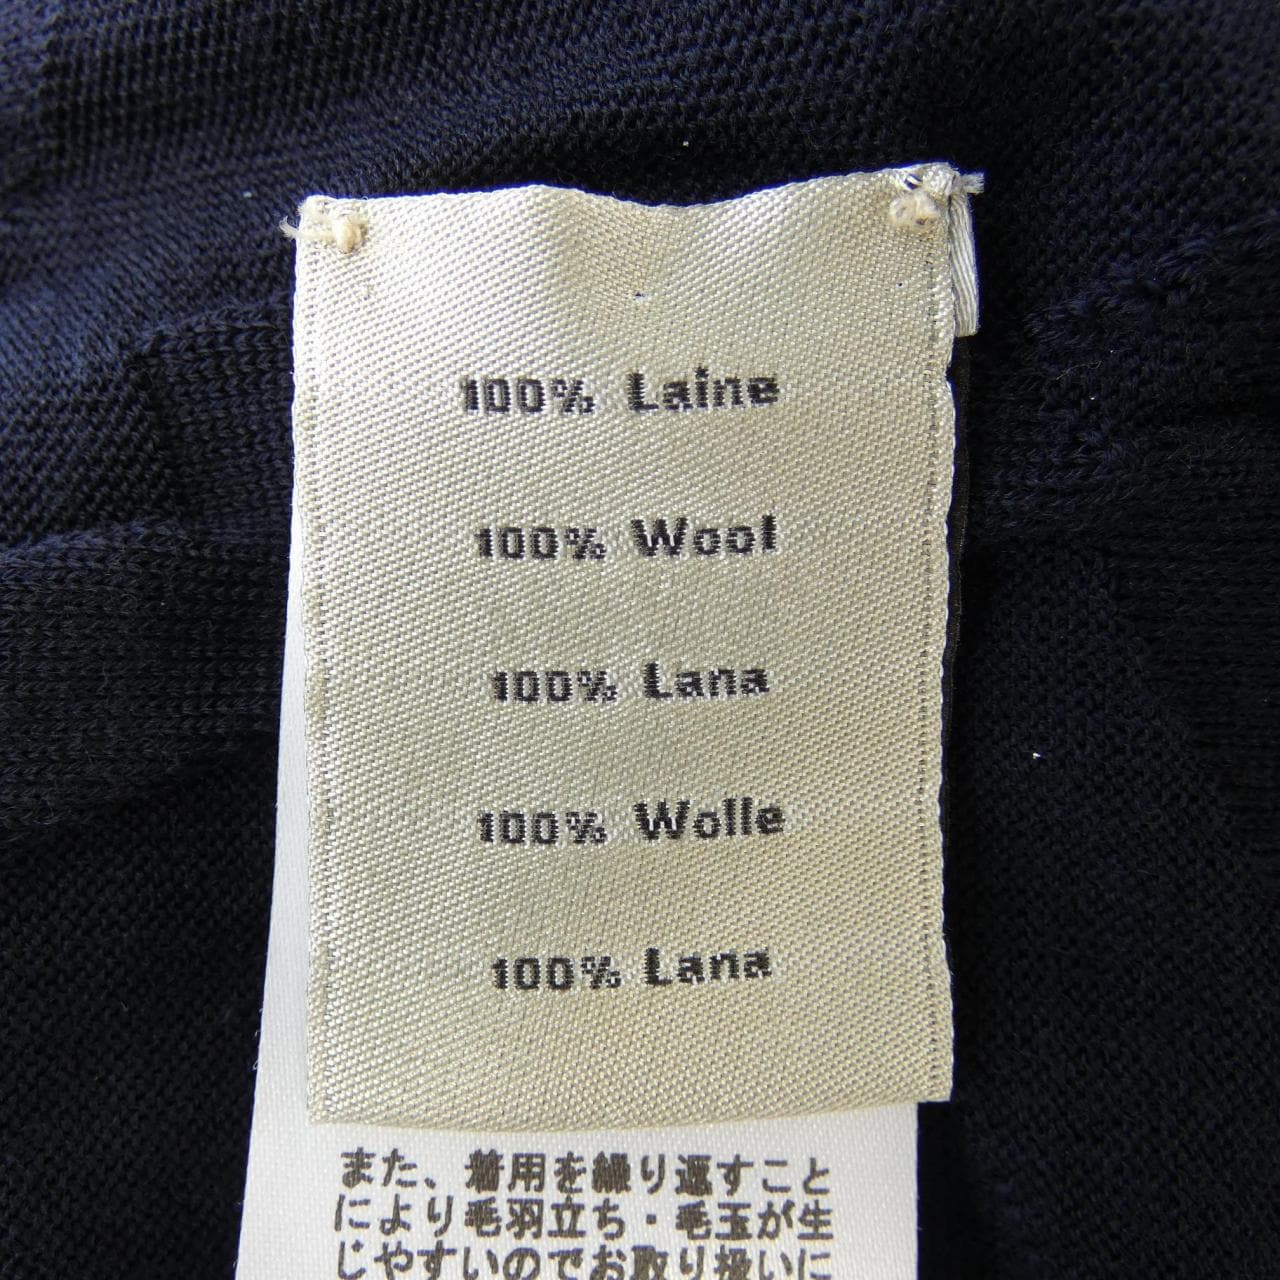 100% Laine
100% Wool
100% Lana
100% Wolle
100% Lana
また、着用を繰り返すこと
により毛羽立ち・毛玉が生
じやすいのでお取り扱いに